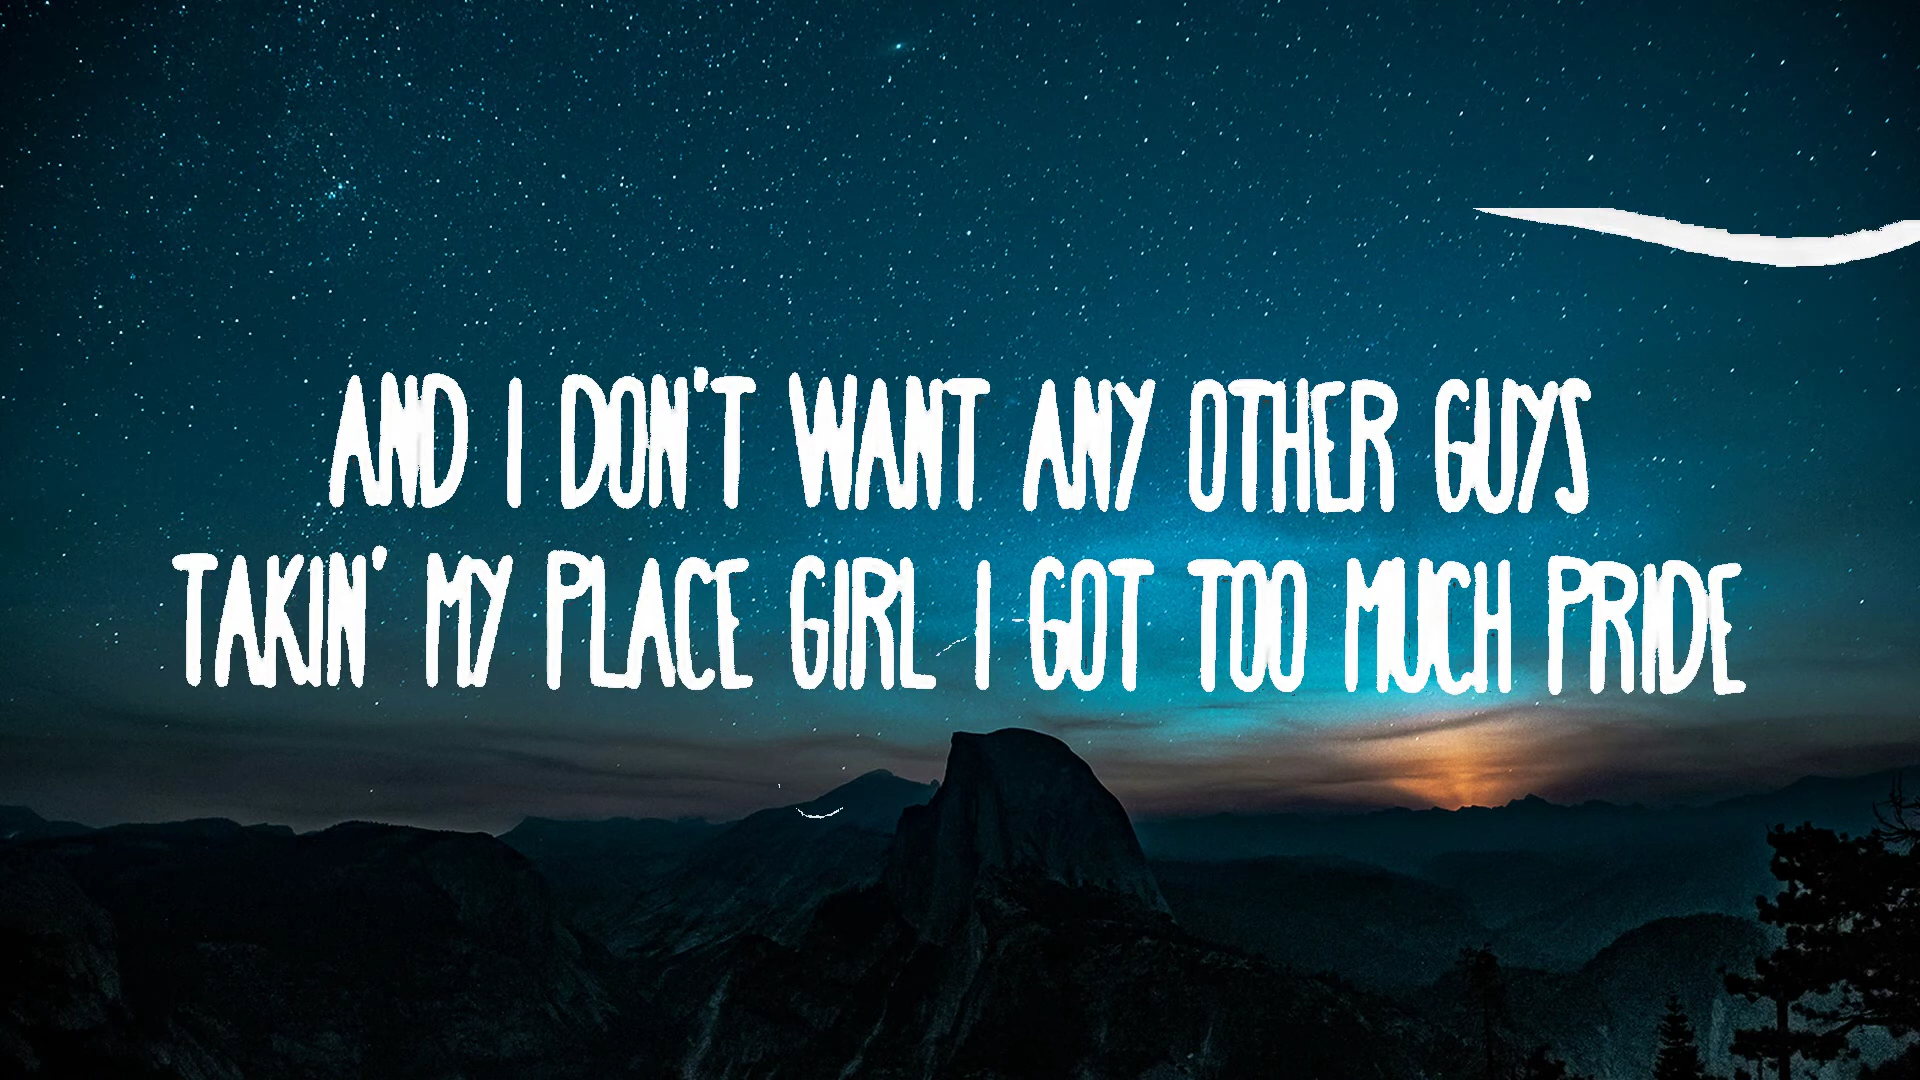 AND I DON'T WANT ANY OTHER GUYS
TAKIN' MY PLACE GIRL I GOT TOO MUCH PRIDE